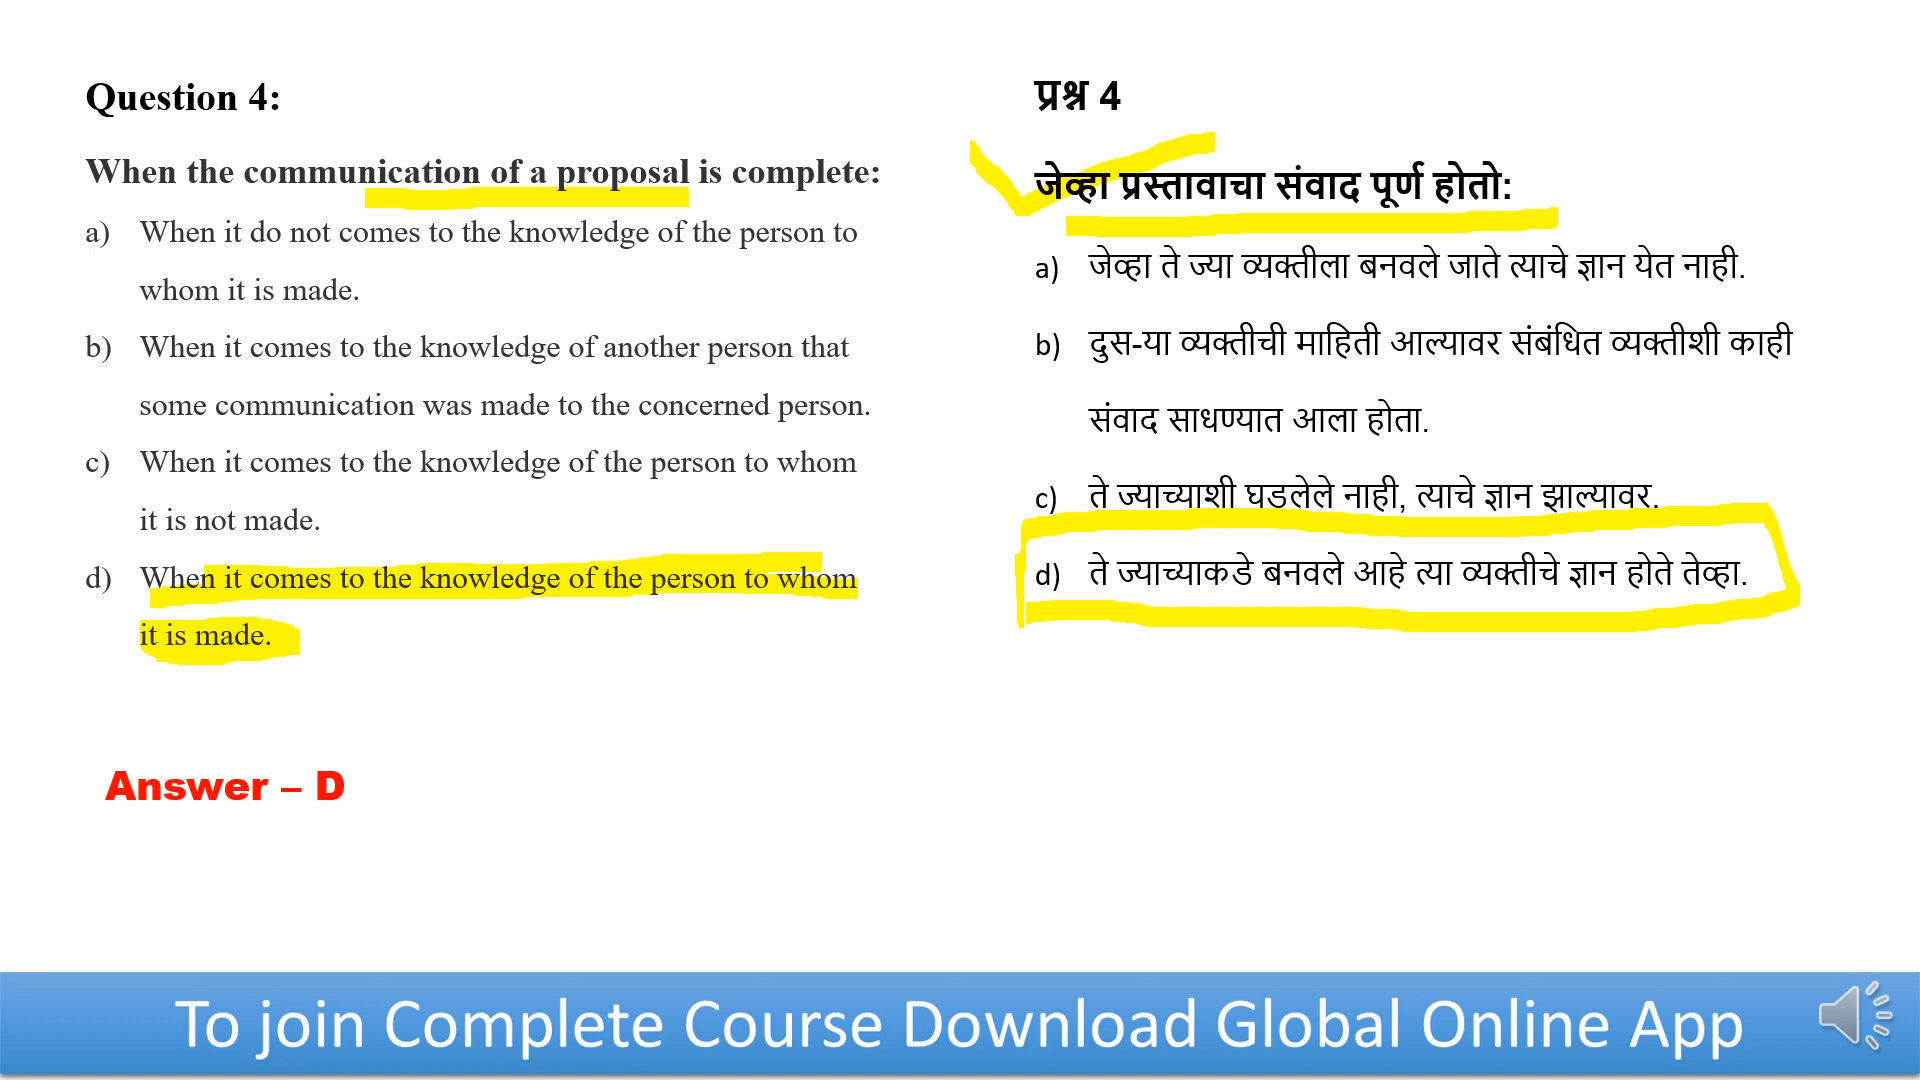 Question 4:
When the communication of a proposal is complete:
a) When it do not comes to the knowledge of the person to
whom it is made.
b) When it comes to the knowledge of another person that
some communication was made to the concerned person.
c) When it comes to the knowledge of the person to whom
it is not made.
d) When it comes to the knowledge of the person to whom
it is made.
Answer – D
प्रश्न 4
जेव्हा प्रस्तावाचा संवाद पूर्ण होतो:
a) जेव्हा ते ज्या व्यक्तीला बनवले जाते त्याचे ज्ञान येत नाही.
b) दुस-या व्यक्तीची माहिती आल्यावर संबंधित व्यक्तीशी काही
संवाद साधण्यात आला होता.
c) ते ज्याच्याशी घडलेले नाही, त्याचे ज्ञान झाल्यावर.
d) ते ज्याच्याकडे बनवले आहे त्या व्यक्तीचे ज्ञान होते तेव्हा.
To join Complete Course Download Global Online App